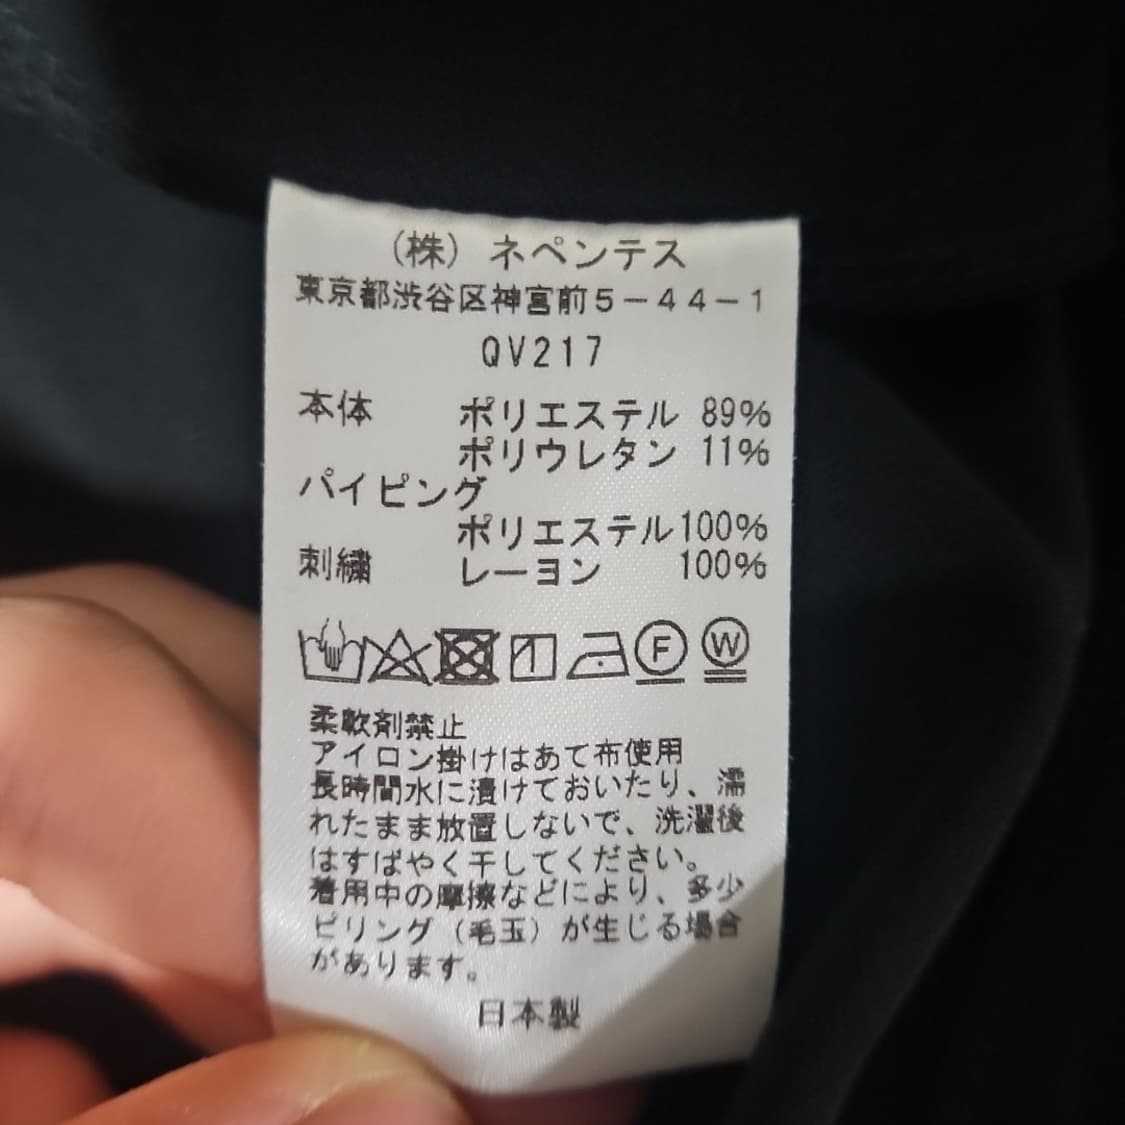 (株) ネペンテス
東京都渋谷区神宮前5-44-1
QV217
本体 ポリエステル 89%
ポリウレタン 11%
パイピング
ポリエステル100%
刺繍 レーヨン 100%
F W
柔軟剤禁止
アイロン掛けはあて布使用
長時間水に漬けておいたり、濡
れたまま放置しないで、洗濯後
はすばやく干してください。
着用中の摩擦などにより、多少
ピリング（毛玉）が生じる場合
があります。
日本製